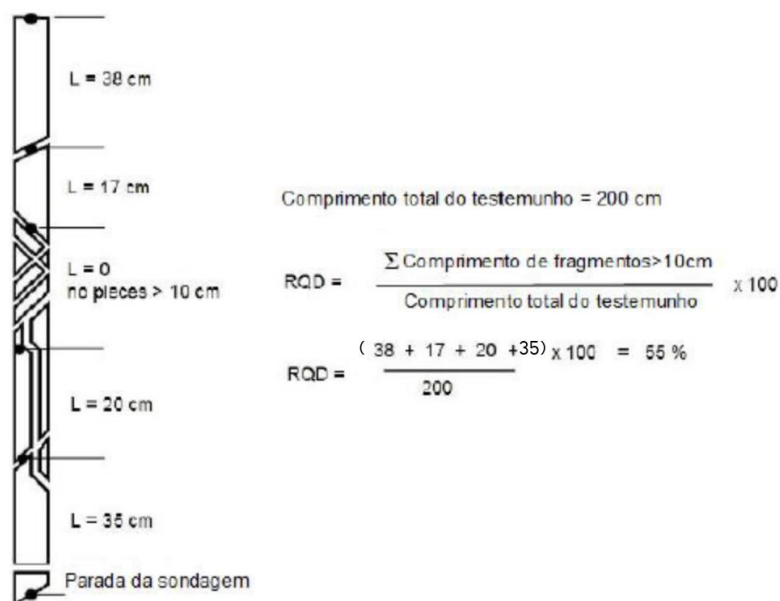 L = 38 cm
L = 17 cm
L = 0
no pieces > 10 cm
L = 20 cm
L = 35 cm
Parada da sondagem
Comprimento total do testemunho = 200 cm
RQD = Σ Comprimento de fragmentos>10cm x 100
Comprimento total do testemunho
RQD = ( 38 + 17 + 20 +35) x 100 = 55 %
200